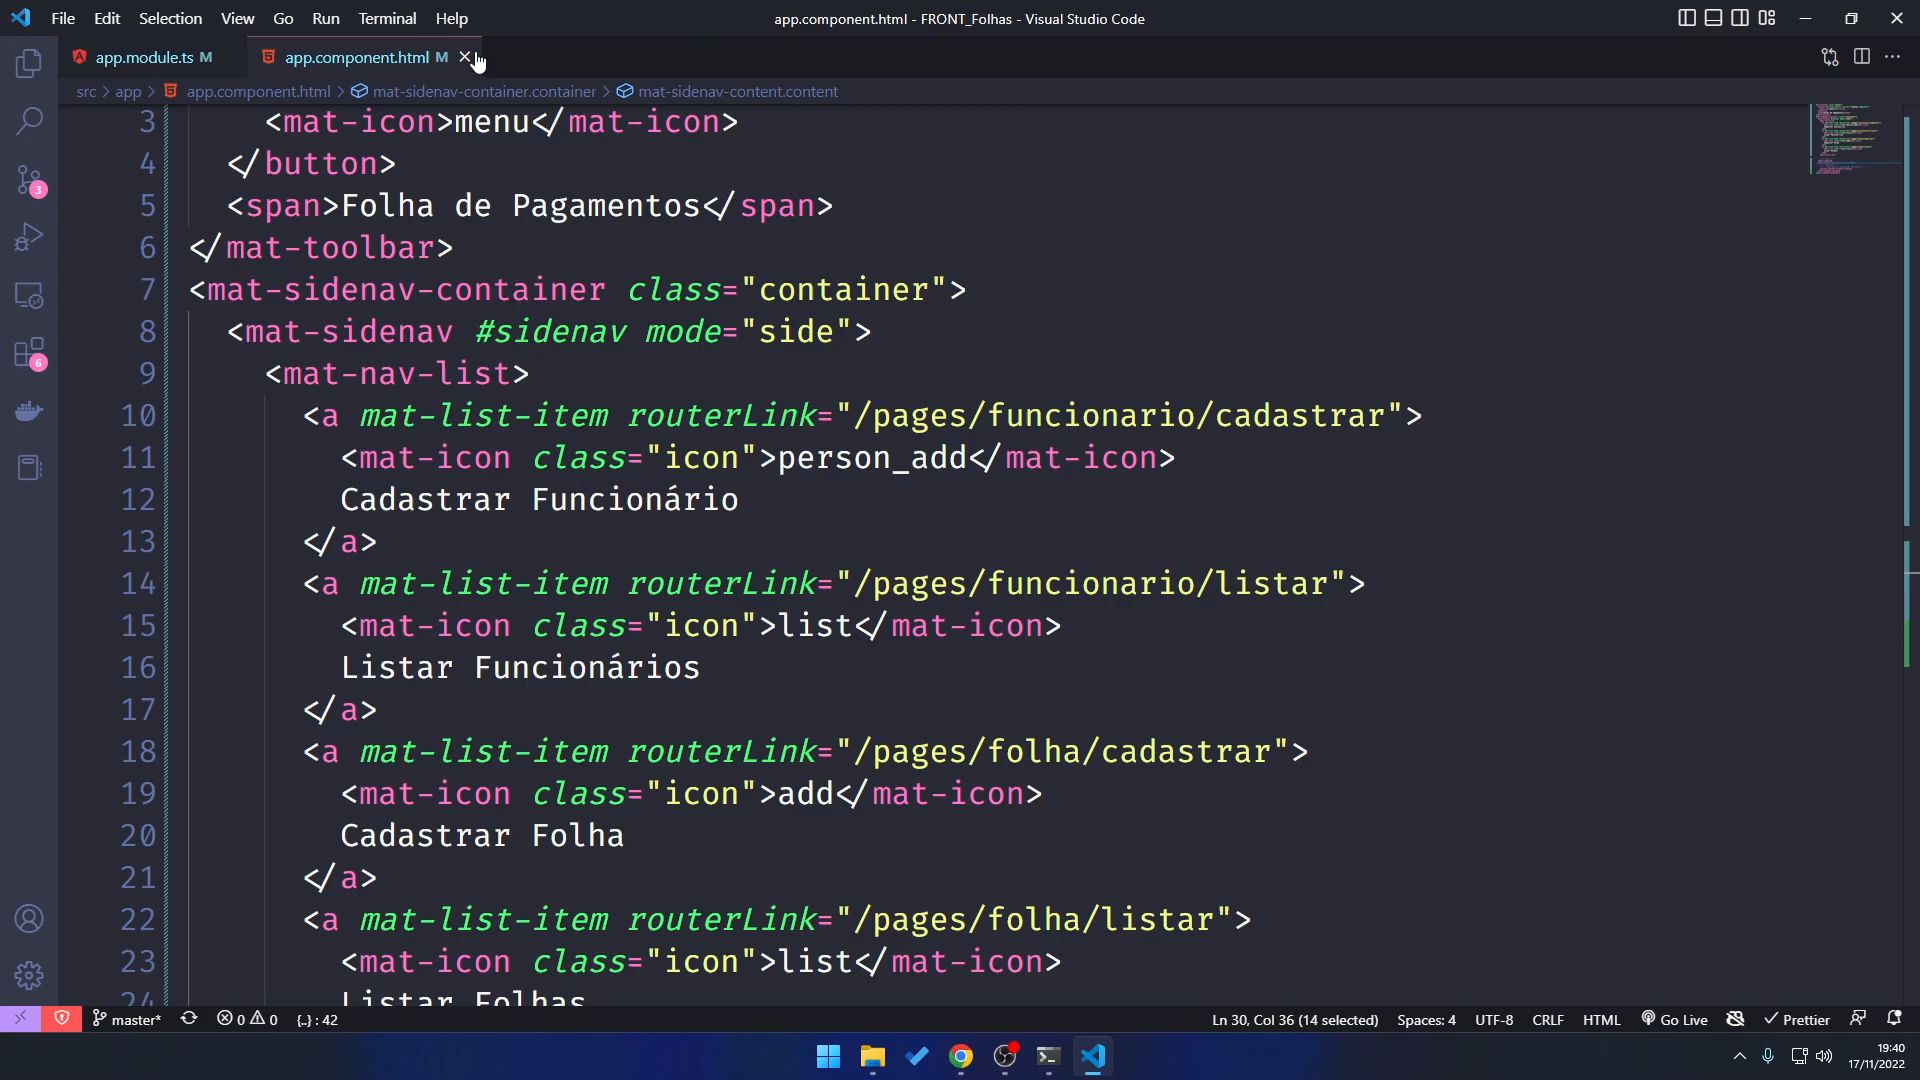 File Edit Selection View Go Run Terminal Help
app.component.html - FRONT_Folhas - Visual Studio Code
app.module.ts M
app.component.html M
src > app > app.component.html > mat-sidenav-container.container > mat-sidenav-content.content
3 <mat-icon>menu</mat-icon>
4 </button>
5 <span>Folha de Pagamentos</span>
6 </mat-toolbar>
7 <mat-sidenav-container class="container">
8 <mat-sidenav #sidenav mode="side">
9 <mat-nav-list>
10 <a mat-list-item routerLink="/pages/funcionario/cadastrar">
11 <mat-icon class="icon">person_add</mat-icon>
12 Cadastrar Funcionário
13 </a>
14 <a mat-list-item routerLink="/pages/funcionario/listar">
15 <mat-icon class="icon">list</mat-icon>
16 Listar Funcionários
17 </a>
18 <a mat-list-item routerLink="/pages/folha/cadastrar">
19 <mat-icon class="icon">add</mat-icon>
20 Cadastrar Folha
21 </a>
22 <a mat-list-item routerLink="/pages/folha/listar">
23 <mat-icon class="icon">list</mat-icon>
24 Listar Folhas
3
6
master* 0 0 {..} : 42
Ln 30, Col 36 (14 selected) Spaces: 4 UTF-8 CRLF HTML Go Live Prettier
19:40
17/11/2022